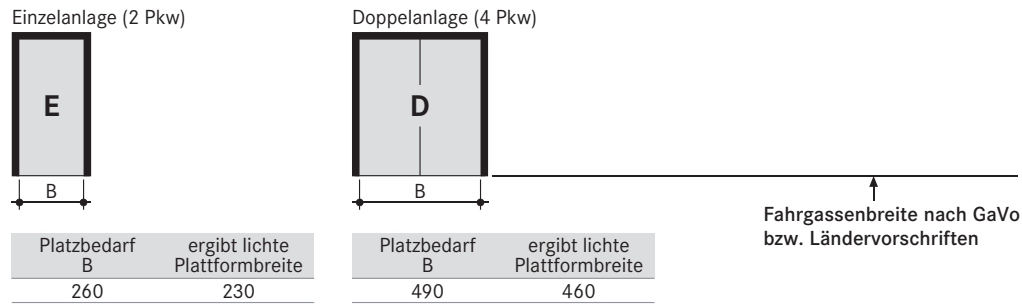 Einzelanlage (2 Pkw)
E
B
Platzbedarf ergibt lichte
B Plattformbreite
260 230
Doppelanlage (4 Pkw)
D
B
Platzbedarf ergibt lichte
B Plattformbreite
490 460
Fahrgassenbreite nach GaVo
bzw. Ländervorschriften